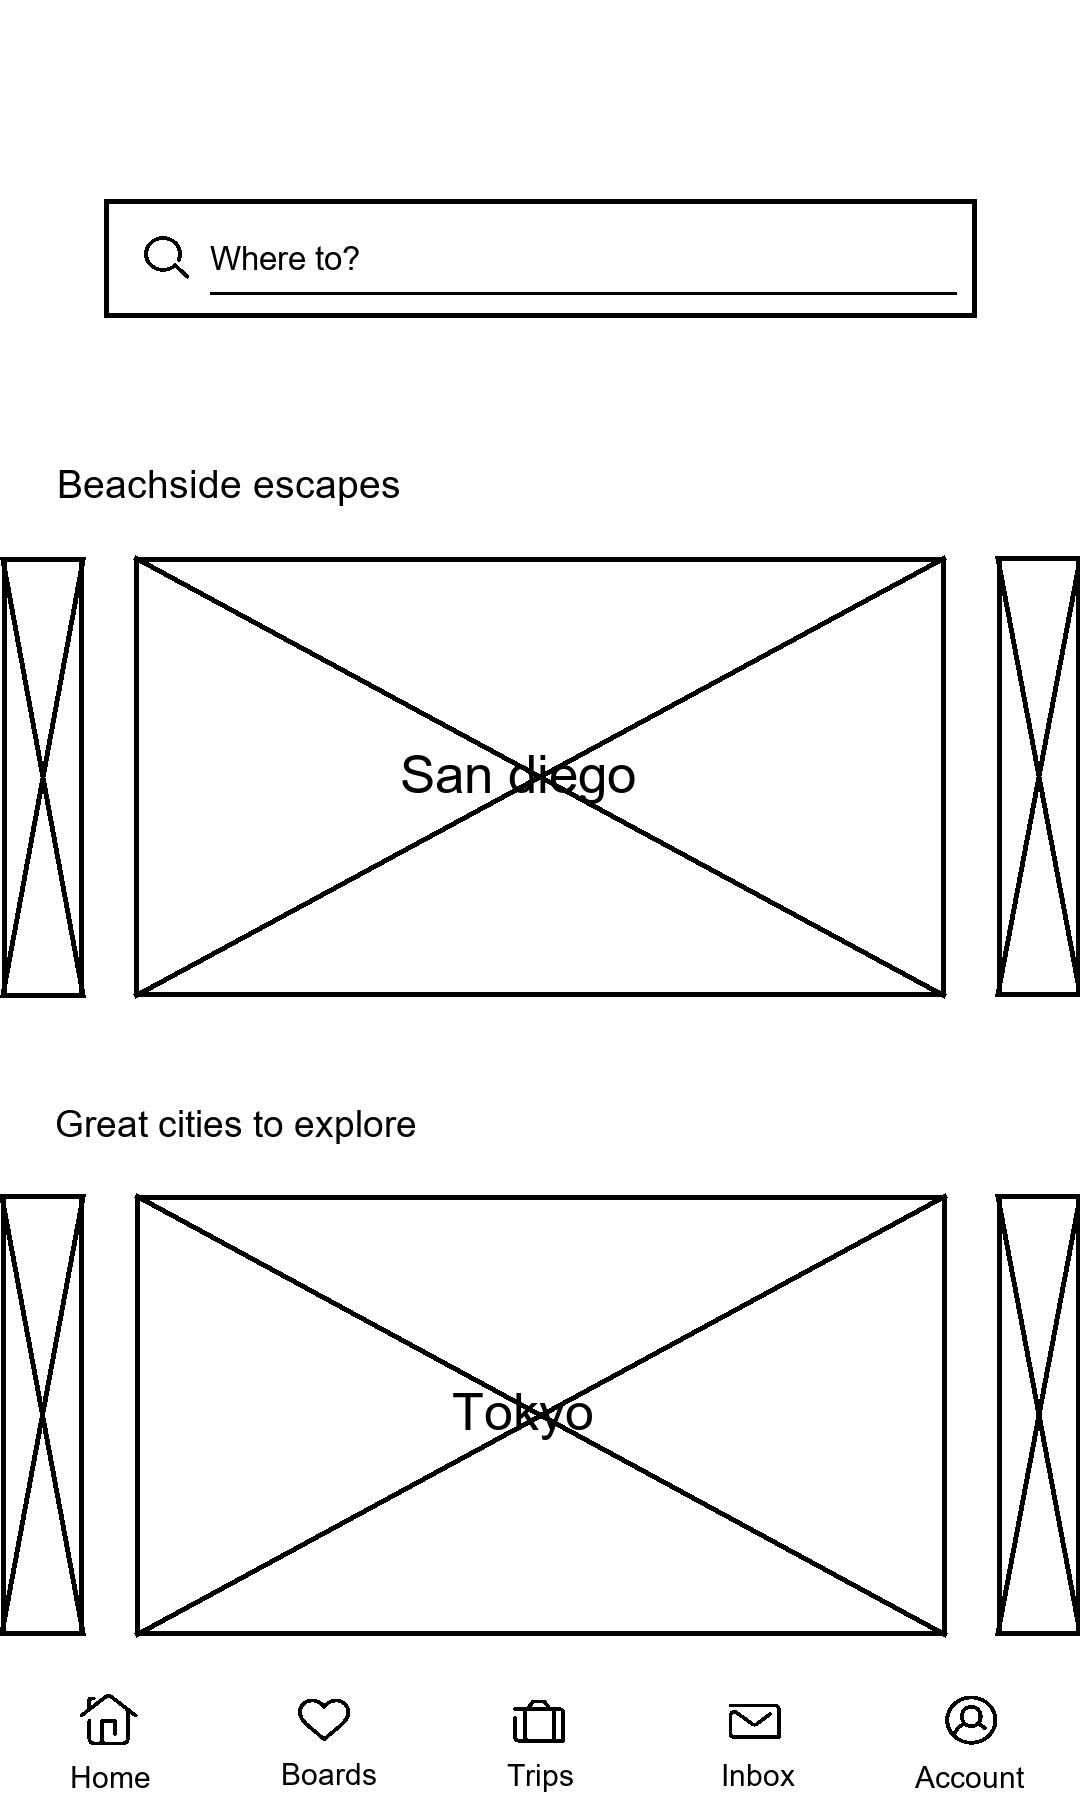 Where to?
Beachside escapes
San diego
Great cities to explore
Tokyo
Home
Boards
Trips
Inbox
Account